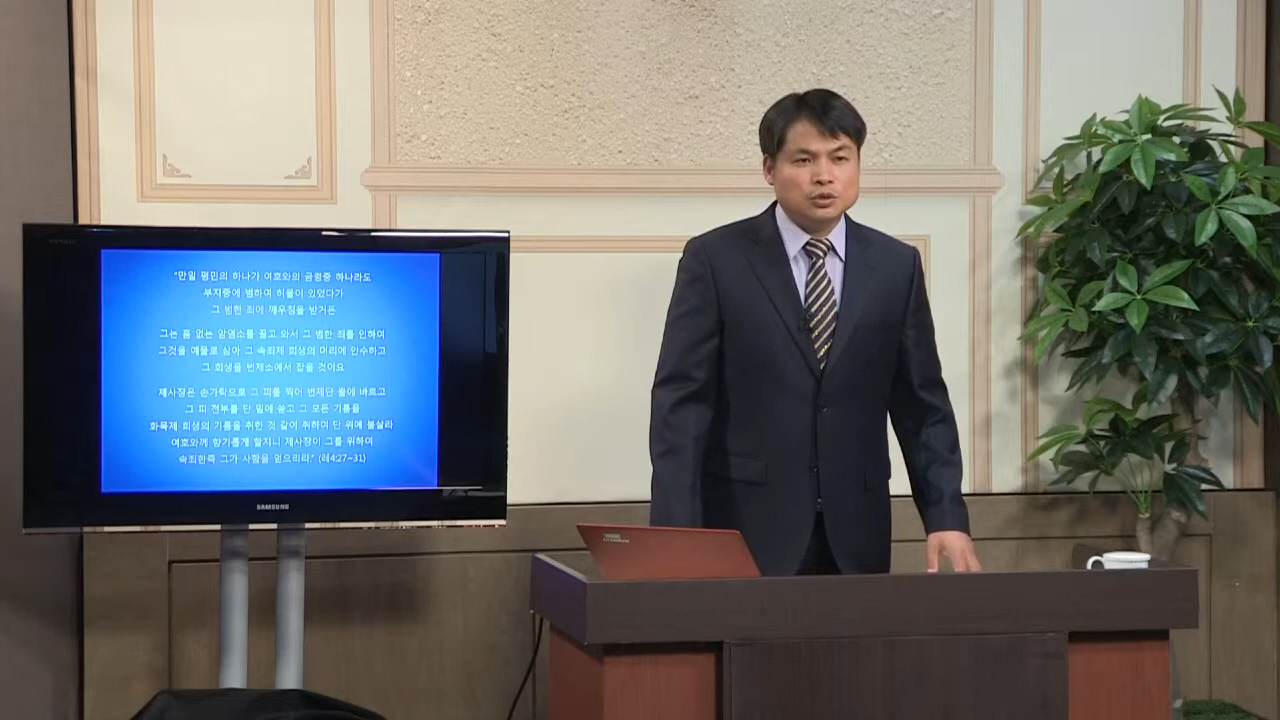 "만일 평민의 하나가 여호와의 금령중 하나라도
부지중에 범하여 허물이 있었다가
그 범한 죄에 깨우침을 받거든
그는 흠 없는 암염소를 끌고 와서 그 범한 죄를 인하여
그것을 예물로 삼아 그 속죄제 희생의 머리에 안수하고
그 희생을 번제소에서 잡을 것이요
제사장은 손가락으로 그 피를 찍어 번제단 뿔에 바르고
그 피 전부를 단 밑에 쏟고 그 모든 기름을
화목제 희생의 기름을 취한 것 같이 취하여 단 위에 불살라
여호와께 향기롭게 할지니 제사장이 그를 위하여
속죄한즉 그가 사함을 얻으리라." (레4:27~31)
SAMSUNG